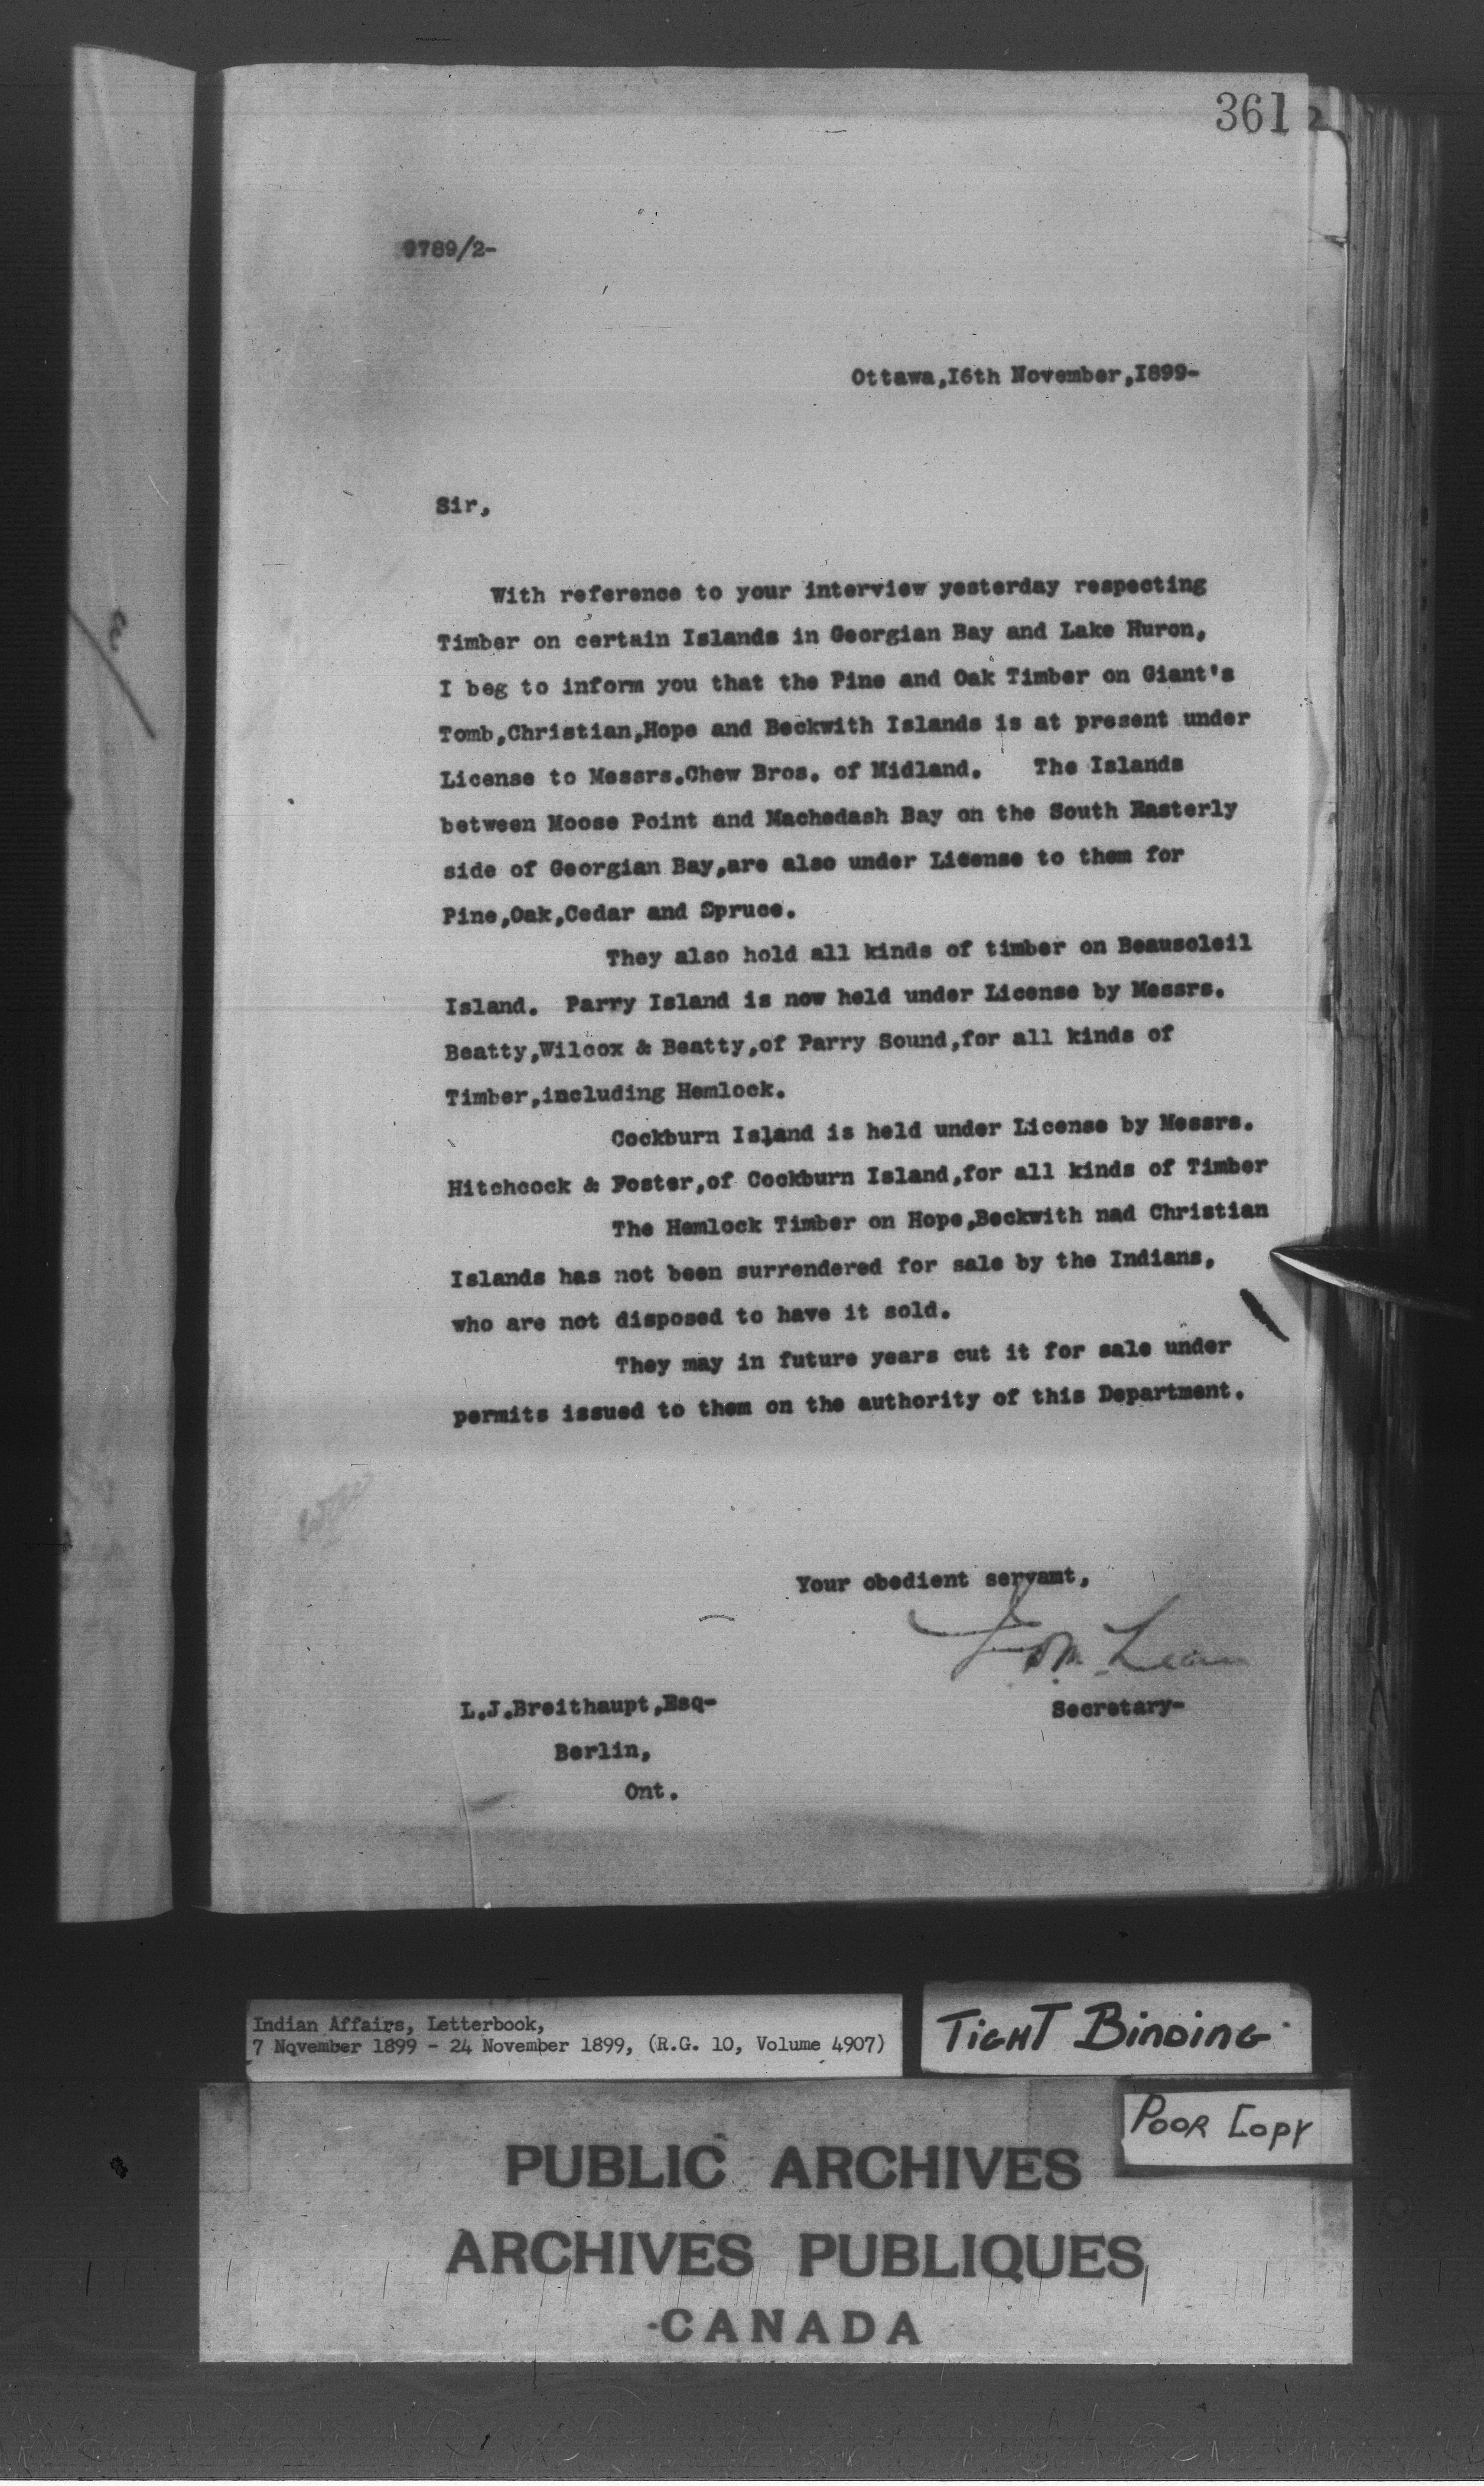 361
9789/2-
Ottawa,I6th November,I899-
Sir,
With reference to your interview yesterday respecting
Timber on certain Islands in Georgian Bay and Lake Huron,
I beg to inform you that the Pine and Oak Timber on Giant's
Tomb,Christian,Hope and Beckwith Islands is at present under
License to Messrs.Chew Bros. of Midland. The Islands
between Moose Point and Machedash Bay on the South Easterly
side of Georgian Bay,are also under License to them for
Pine,Oak,Cedar and Spruce.
They also hold all kinds of timber on Beausoleil
Island. Parry Island is now held under License by Messrs.
Beatty,Wilcox & Beatty,of Parry Sound,for all kinds of
Timber,including Hemlock.
Cockburn Island is held under License by Messrs.
Hitchcock & Foster,of Cockburn Island,for all kinds of Timber
The Hemlock Timber on Hope,Beckwith nad Christian
Islands has not been surrendered for sale by the Indians,
who are not disposed to have it sold.
They may in future years cut it for sale under
permits issued to them on the authority of this Department.
Your obedient servamt,
Secretary-
L.J.Breithaupt,Esq-
Berlin,
Ont.
Indian Affairs, Letterbook,
7 November 1899 - 24 November 1899, (R.G. 10, Volume 4907)
TIGHT BINDING
POOR COPY
PUBLIC ARCHIVES
ARCHIVES PUBLIQUES
CANADA